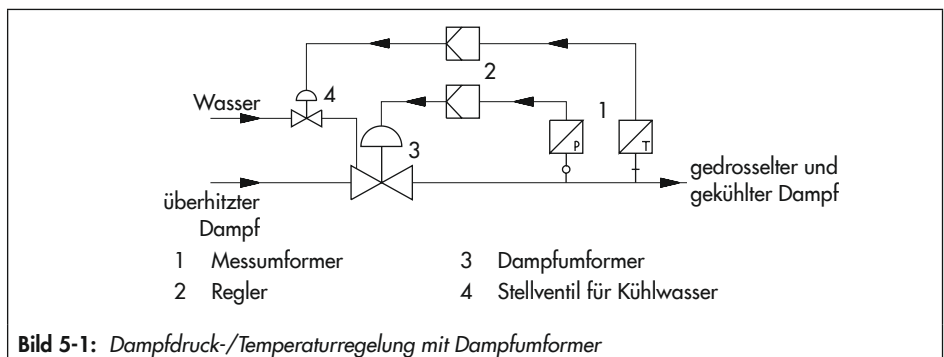 4
2
Wasser
1
3
P
T
gedrosselter und
gekühlter Dampf
überhitzter
Dampf
1 Messumformer
3 Dampfumformer
2 Regler
4 Stellventil für Kühlwasser
Bild 5-1: Dampfdruck-/Temperaturregelung mit Dampfumformer